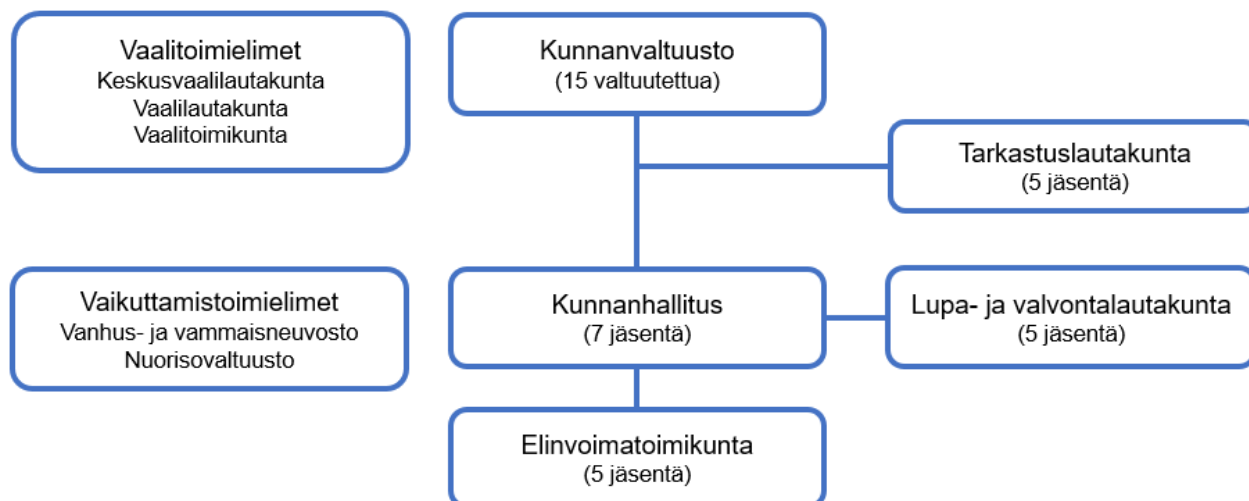 Vaalitoimielimet
Keskusvaalilautakunta
Vaalilautakunta
Vaalitoimikunta
Kunnanvaltuusto
(15 valtuutettua)
Tarkastuslautakunta
(5 jäsentä)
Vaikuttamistoimielimet
Vanhus- ja vammaisneuvosto
Nuorisovaltuusto
Kunnanhallitus
(7 jäsentä)
Lupa- ja valvontalautakunta
(5 jäsentä)
Elinvoimatoimikunta
(5 jäsentä)